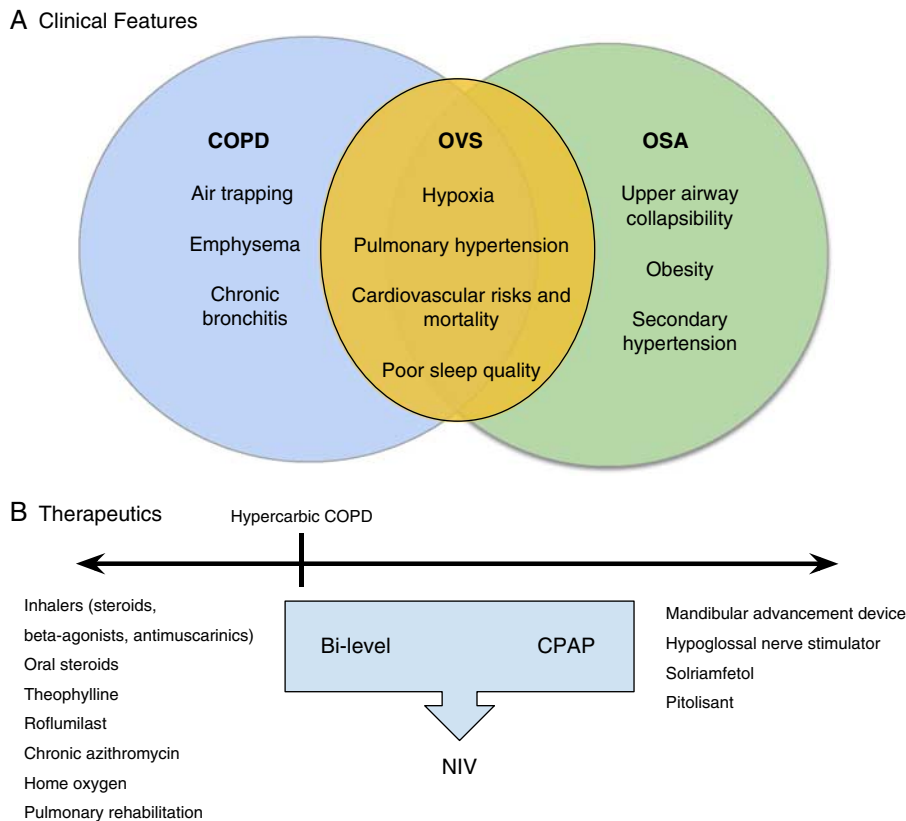 A Clinical Features
COPD
Air trapping
Emphysema
Chronic
bronchitis
OVS
Hypoxia
Pulmonary hypertension
Cardiovascular risks and
mortality
Poor sleep quality
OSA
Upper airway
collapsibility
Obesity
Secondary
hypertension
B Therapeutics
Hypercarbic COPD
Inhalers (steroids,
beta-agonists, antimuscarinics)
Oral steroids
Theophylline
Roflumilast
Chronic azithromycin
Home oxygen
Pulmonary rehabilitation
Bi-level
CPAP
NIV
Mandibular advancement device
Hypoglossal nerve stimulator
Solriamfetol
Pitolisant